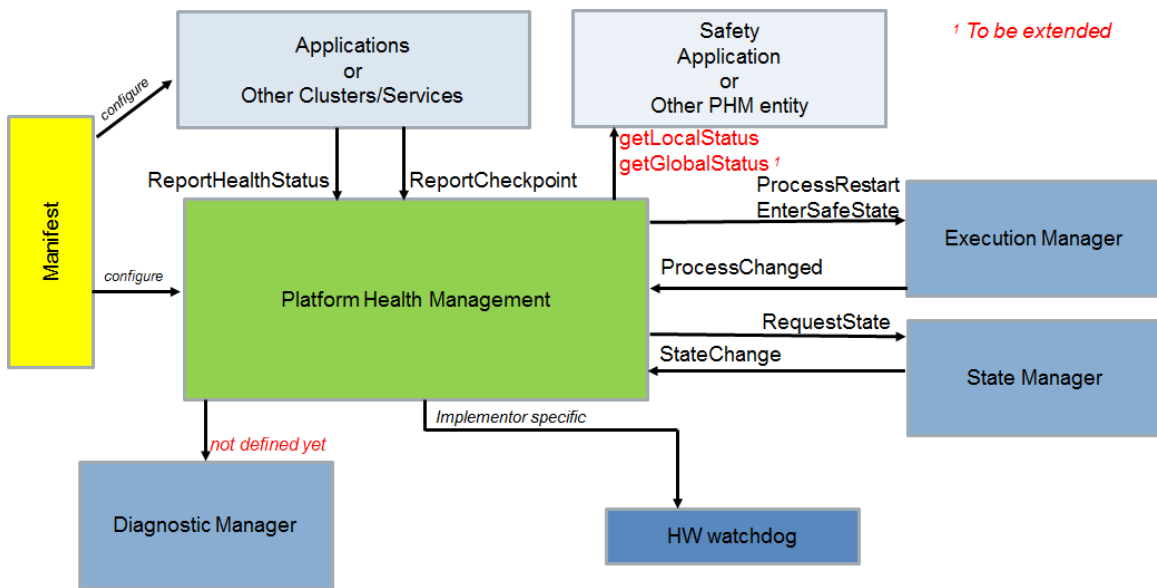 Applications
or
Other Clusters/Services
Safety
Application
or
Other PHM entity
¹ To be extended
configure
Manifest
ReportHealthStatus
ReportCheckpoint
getLocalStatus
getGlobalStatus ¹
ProcessRestart
EnterSafeState
Execution Manager
configure
Platform Health Management
ProcessChanged
RequestState
StateChange
State Manager
Implementor specific
not defined yet
Diagnostic Manager
HW watchdog